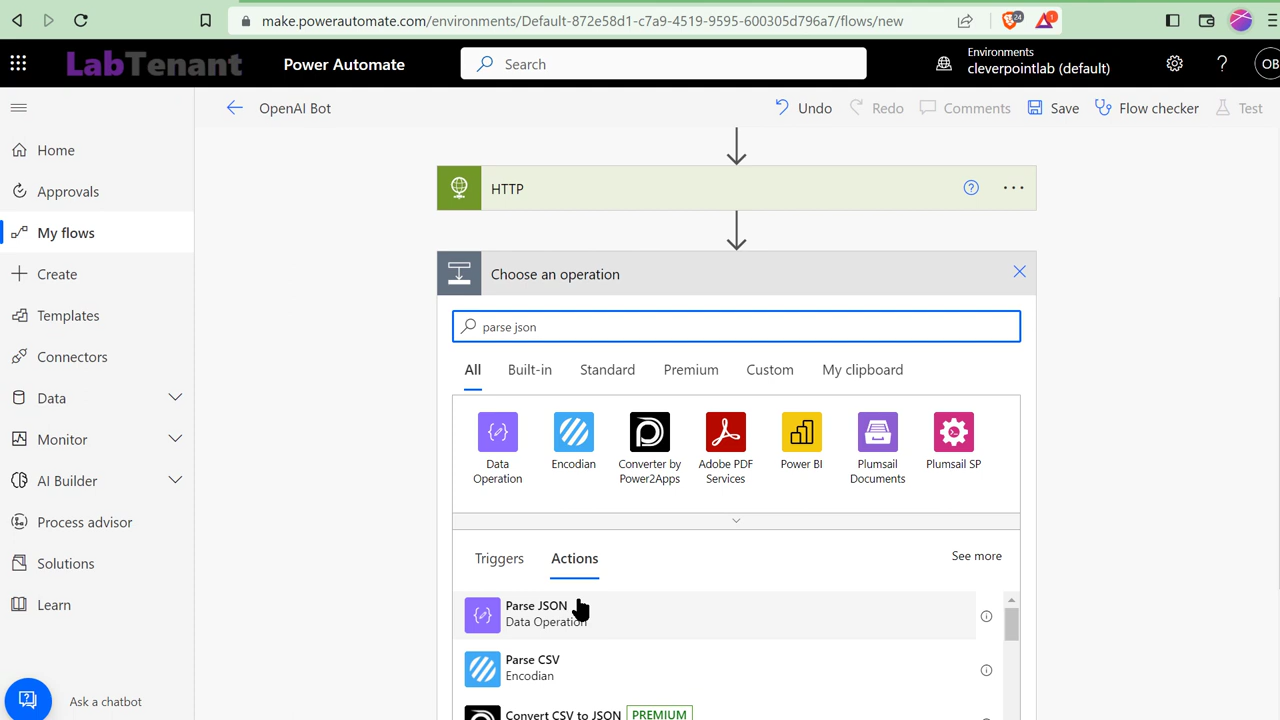 make.powerautomate.com/environments/Default-872e58d1-c7a9-4519-9595-600305d796a7/flows/new
24
1
LabTenant
Power Automate
Search
Environments
cleverpointlab (default)
OB
OpenAI Bot
Undo
Redo
Comments
Save
Flow checker
Test
Home
Approvals
My flows
Create
Templates
Connectors
Data
Monitor
AI Builder
Process advisor
Solutions
Learn
Ask a chatbot
HTTP
Choose an operation
parse json
All
Built-in
Standard
Premium
Custom
My clipboard
Data
Operation
Encodian
Converter by
Power2Apps
Adobe PDF
Services
Power BI
Plumsail
Documents
Plumsail SP
Triggers
Actions
See more
Parse JSON
Data Operation
Parse CSV
Encodian
Convert CSV to JSON PREMIUM